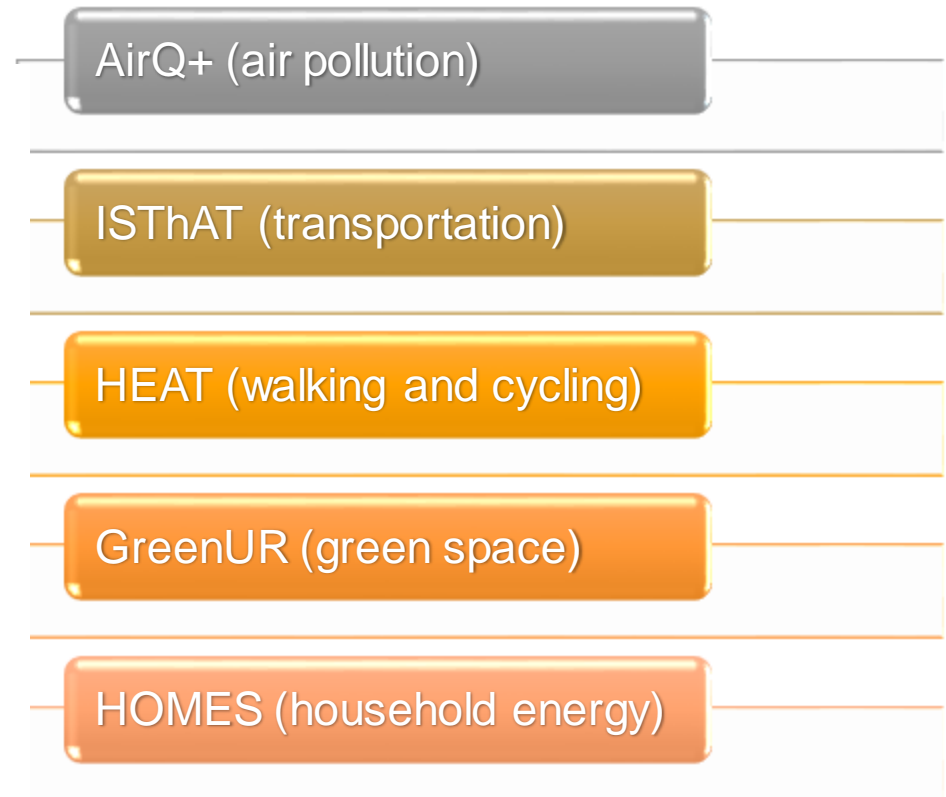 AirQ+ (air pollution)
ISThAT (transportation)
HEAT (walking and cycling)
GreenUR (green space)
HOMES (household energy)